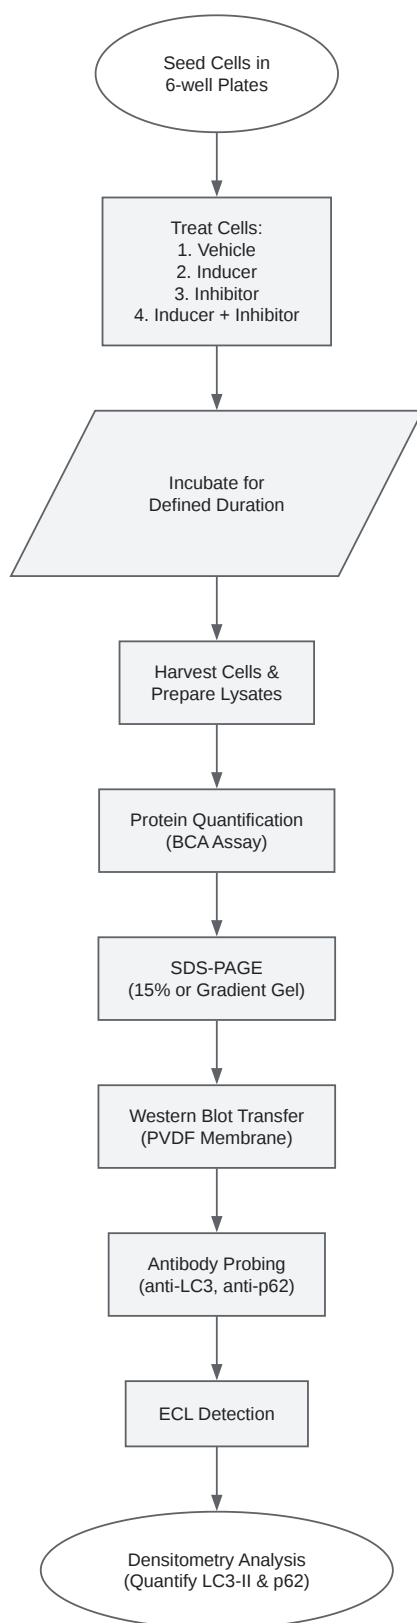 Seed Cells in
6-well Plates
Treat Cells:
1. Vehicle
2. Inducer
3. Inhibitor
4. Inducer + Inhibitor
Incubate for
Defined Duration
Harvest Cells &
Prepare Lysates
Protein Quantification
(BCA Assay)
SDS-PAGE
(15% or Gradient Gel)
Western Blot Transfer
(PVDF Membrane)
Antibody Probing
(anti-LC3, anti-p62)
ECL Detection
Densitometry Analysis
(Quantify LC3-II & p62)